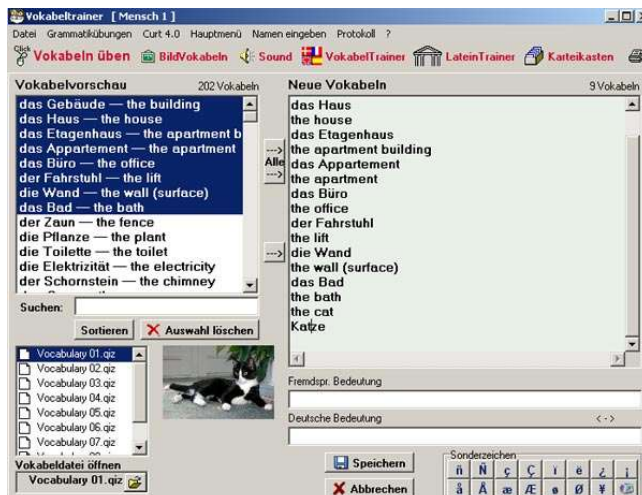 Vokabeltrainer [ Mensch 1 ]
Datei Grammatikübungen Curt 4.0 Hauptmenü Namen eingeben Protokoll ?
Click Vokabeln üben BildVokabeln Sound VokabelTrainer LateinTrainer Karteikasten
Vokabelvorschau 202 Vokabeln
das Gebäude — the building
das Haus — the house
das Etagenhaus — the apartment b
das Appartement — the apartment
das Büro — the office
der Fahrstuhl — the lift
die Wand — the wall (surface)
das Bad — the bath
der Zaun — the fence
die Pflanze — the plant
die Toilette — the toilet
die Elektrizität — the electricity
der Schornstein — the chimney
--->
Alle
--->
--->
Suchen:
Sortieren Auswahl löschen
Vocabulary 01.qiz
Vocabulary 02.qiz
Vocabulary 03.qiz
Vocabulary 04.qiz
Vocabulary 05.qiz
Vocabulary 06.qiz
Vocabulary 07.qiz
Vokabeldatei öffnen
Vocabulary 01.qiz
Neue Vokabeln 9 Vokabeln
das Haus
the house
das Etagenhaus
the apartment building
das Appartement
the apartment
das Büro
the office
der Fahrstuhl
the lift
die Wand
the wall (surface)
das Bad
the bath
the cat
Katze
Fremdspr. Bedeutung
Deutsche Bedeutung < - >
Speichern
Abbrechen
Sonderzeichen
ñ Ñ ç Ç ï ë ¿ ¡
å Å æ Æ ø Ø ¥